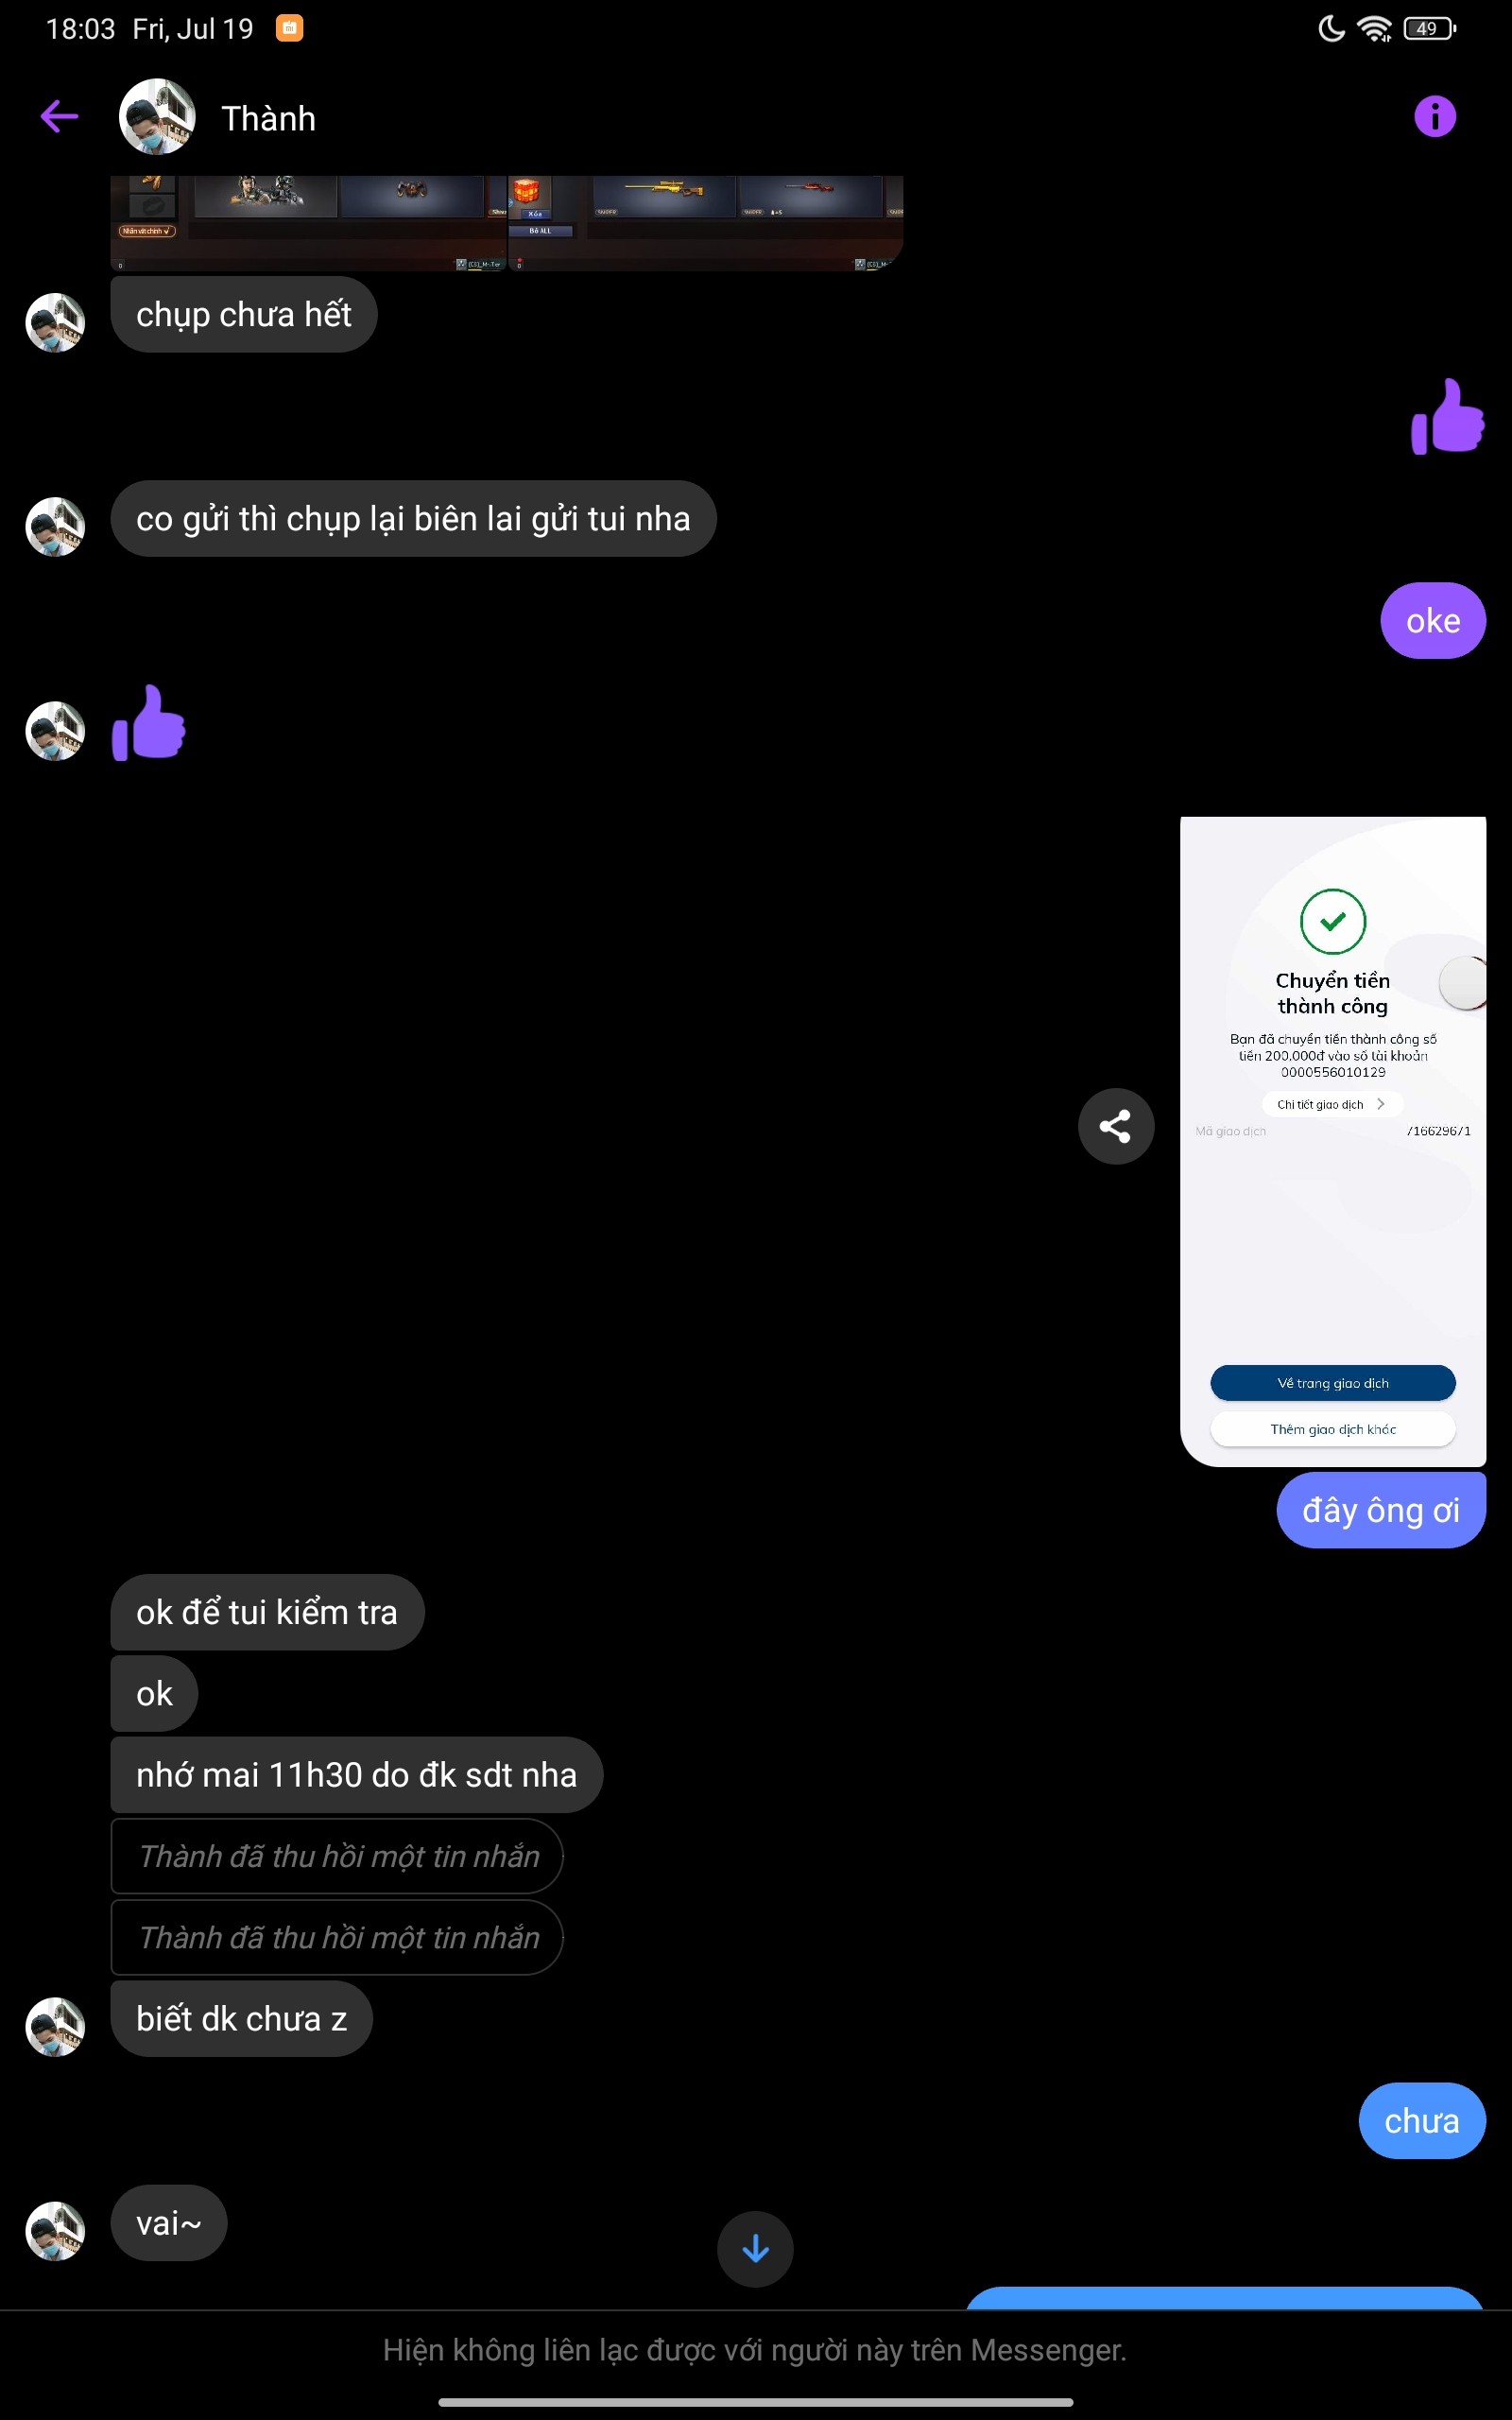 18:03 Fri, Jul 19
49
Thành
Nhân vật chính
Xóa
Bỏ ALL
SNIPER
SNIPER
chụp chưa hết
co gửi thì chụp lại biên lai gửi tui nha
oke
Chuyển tiền
thành công
Bạn đã chuyển tiền thành công số
tiền 200.000đ vào số tài khoản
0000556010129
Chi tiết giao dịch
Mã giao dịch 716629671
Về trang giao dịch
Thêm giao dịch khác
đây ông ơi
ok để tui kiểm tra
ok
nhớ mai 11h30 do đk sdt nha
Thành đã thu hồi một tin nhắn
Thành đã thu hồi một tin nhắn
biết dk chưa z
chưa
vai~
Hiện không liên lạc được với người này trên Messenger.